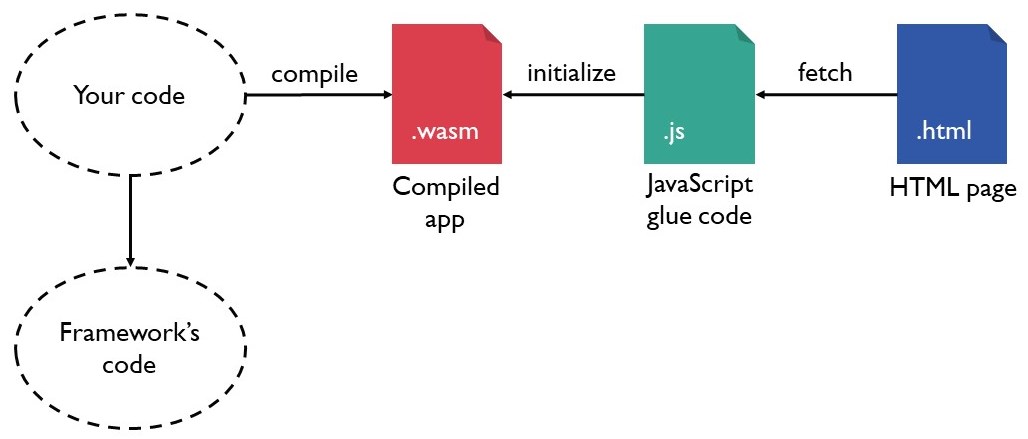 Your code
compile
.wasm
Compiled
app
initialize
.js
JavaScript
glue code
fetch
.html
HTML page
Framework’s
code